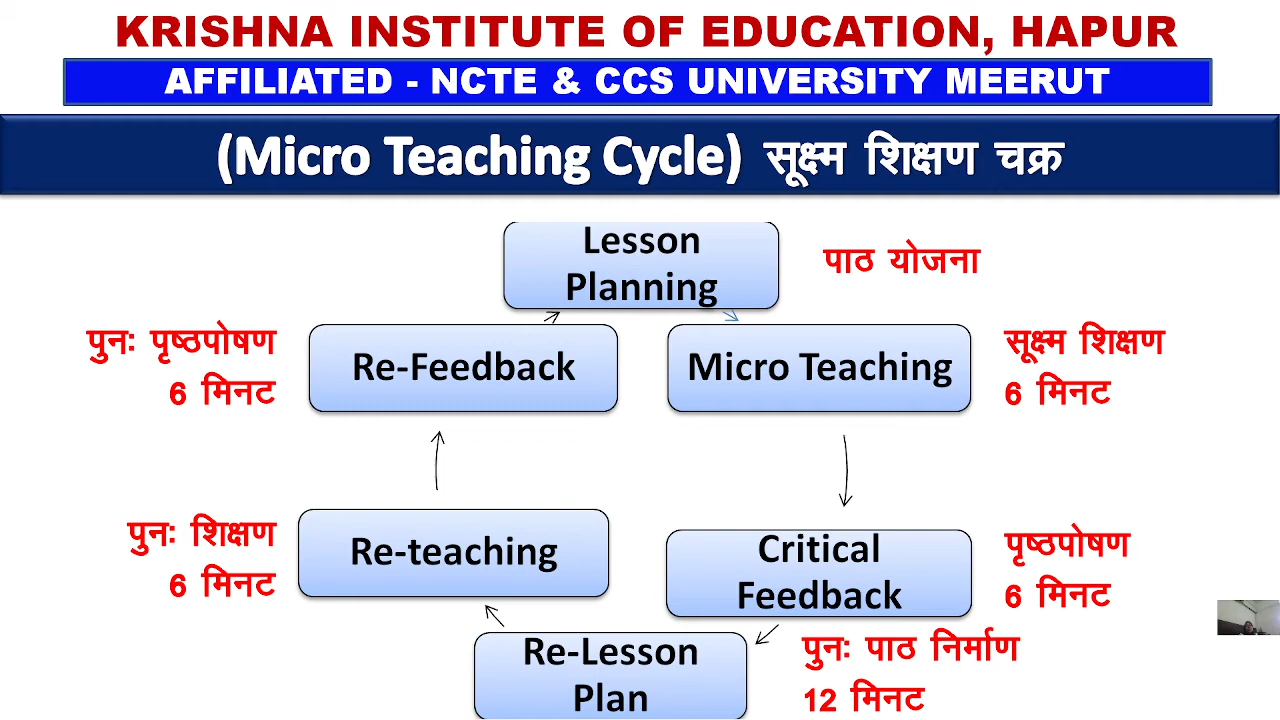 KRISHNA INSTITUTE OF EDUCATION, HAPUR
AFFILIATED - NCTE & CCS UNIVERSITY MEERUT
(Micro Teaching Cycle) सूक्ष्म शिक्षण चक्र
Lesson
Planning
पाठ योजना
Micro Teaching
सूक्ष्म शिक्षण
6 मिनट
Critical
Feedback
पृष्ठपोषण
6 मिनट
Re-Lesson
Plan
पुनः पाठ निर्माण
12 मिनट
Re-teaching
पुनः शिक्षण
6 मिनट
Re-Feedback
पुनः पृष्ठपोषण
6 मिनट